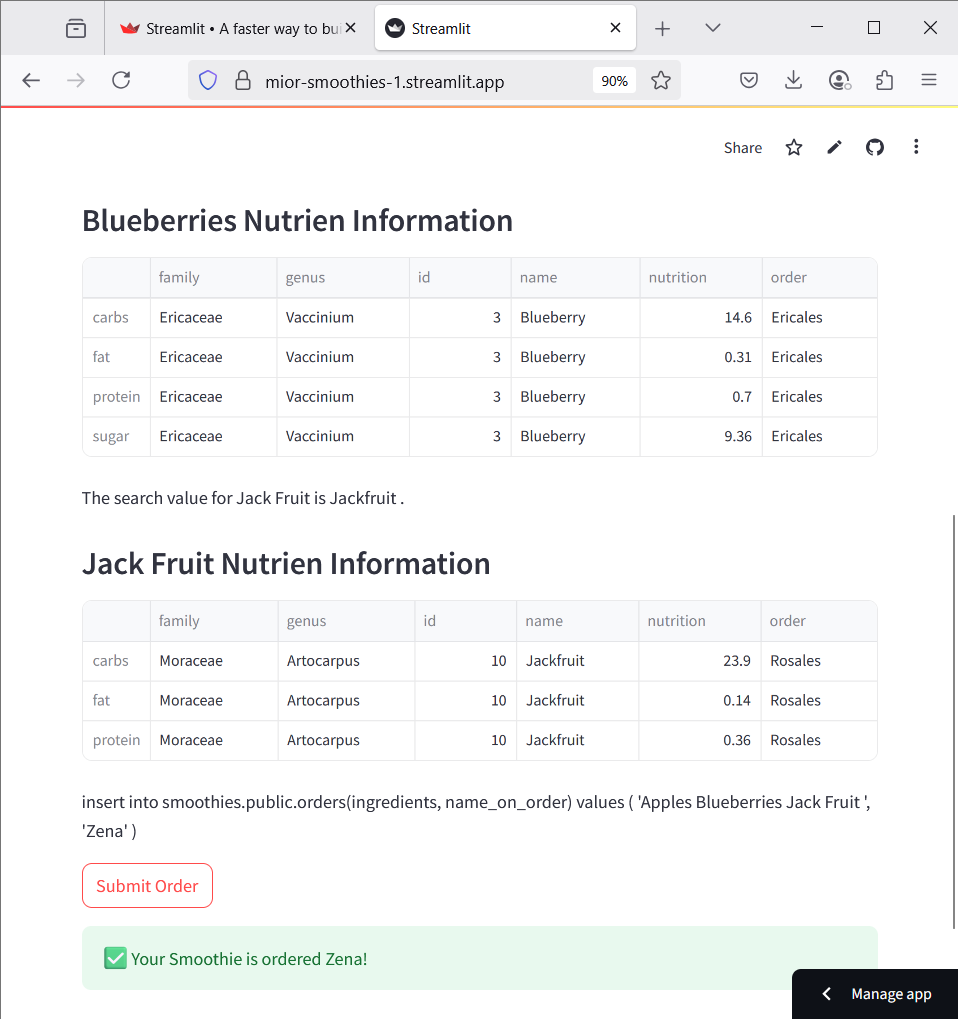 Streamlit • A faster way to bui
Streamlit
mior-smoothies-1.streamlit.app
90%
Share
Blueberries Nutrien Information
family genus id name nutrition order
carbs Ericaceae Vaccinium 3 Blueberry 14.6 Ericales
fat Ericaceae Vaccinium 3 Blueberry 0.31 Ericales
protein Ericaceae Vaccinium 3 Blueberry 0.7 Ericales
sugar Ericaceae Vaccinium 3 Blueberry 9.36 Ericales
The search value for Jack Fruit is Jackfruit .
Jack Fruit Nutrien Information
family genus id name nutrition order
carbs Moraceae Artocarpus 10 Jackfruit 23.9 Rosales
fat Moraceae Artocarpus 10 Jackfruit 0.14 Rosales
protein Moraceae Artocarpus 10 Jackfruit 0.36 Rosales
insert into smoothies.public.orders(ingredients, name_on_order) values ( 'Apples Blueberries Jack Fruit ',
'Zena' )
Submit Order
✅ Your Smoothie is ordered Zena!
Manage app